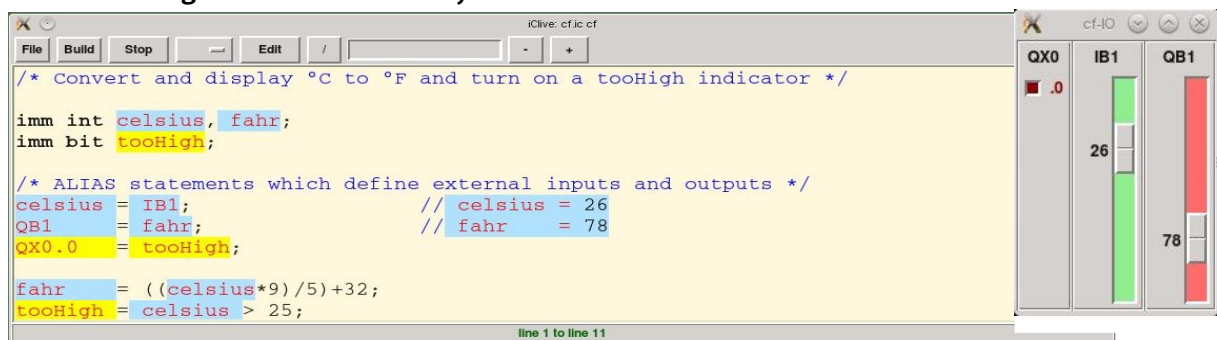 iClive: cf.ic cf
File Build Stop Edit / - +
/* Convert and display °C to °F and turn on a tooHigh indicator */
imm int celsius, fahr;
imm bit tooHigh;
/* ALIAS statements which define external inputs and outputs */
celsius = IB1; // celsius = 26
QB1 = fahr; // fahr = 78
QX0.0 = tooHigh;
fahr = ((celsius*9)/5)+32;
tooHigh = celsius > 25;
line 1 to line 11
cf-IO
QX0 IB1 QB1
.0
26
78